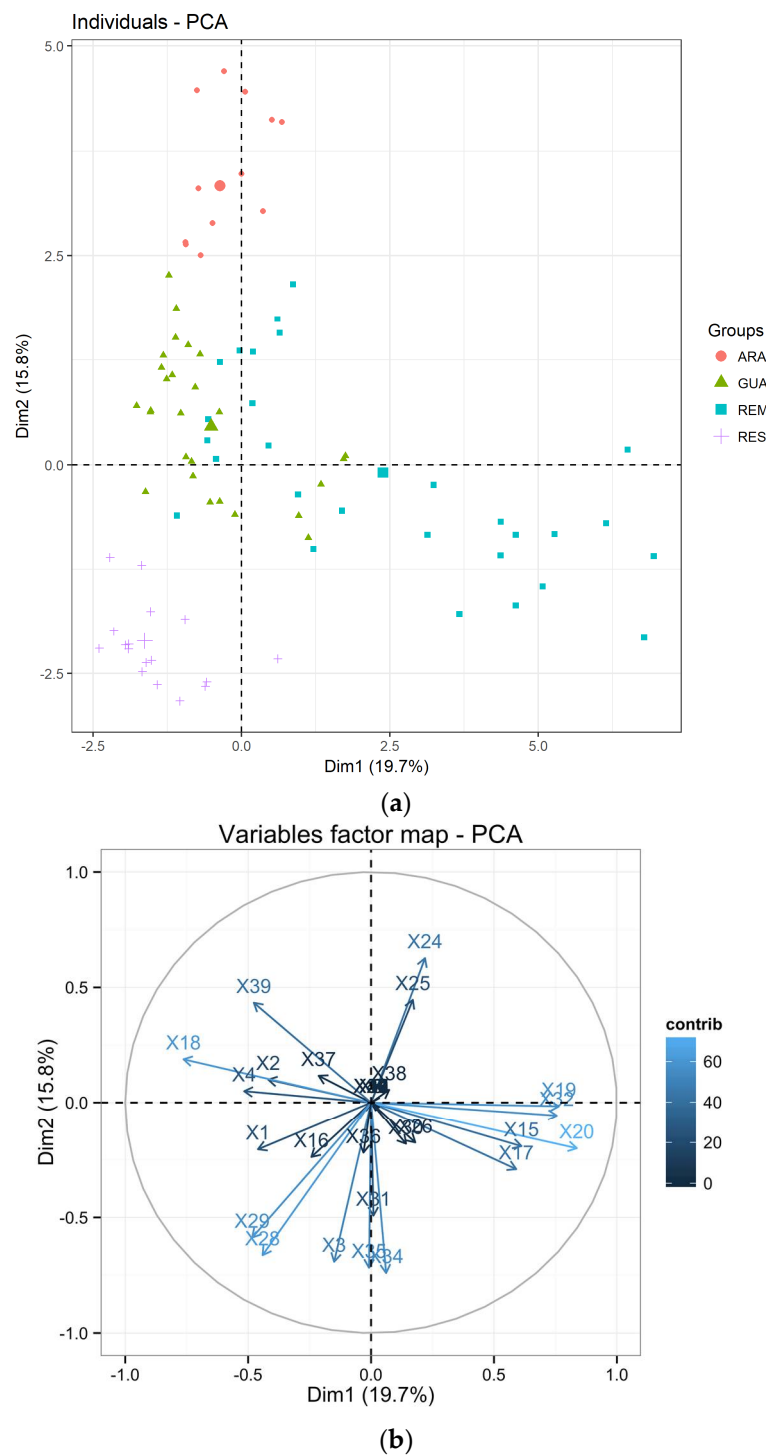 Individuals - PCA
5.0
2.5
0.0
-2.5
Dim2 (15.8%)
-2.5
0.0
2.5
5.0
Dim1 (19.7%)
Groups
ARA
GUA
REM
RES
(a)
Variables factor map - PCA
1.0
0.5
0.0
-0.5
-1.0
Dim2 (15.8%)
X24
X25
X39
X18
X2
X37
X4
X38
X19
X32
X20
X1
X16
X36
X15
X17
X29
X28
X31
X3
X35
X34
contrib
60
40
20
0
-1.0
-0.5
0.0
0.5
1.0
Dim1 (19.7%)
(b)